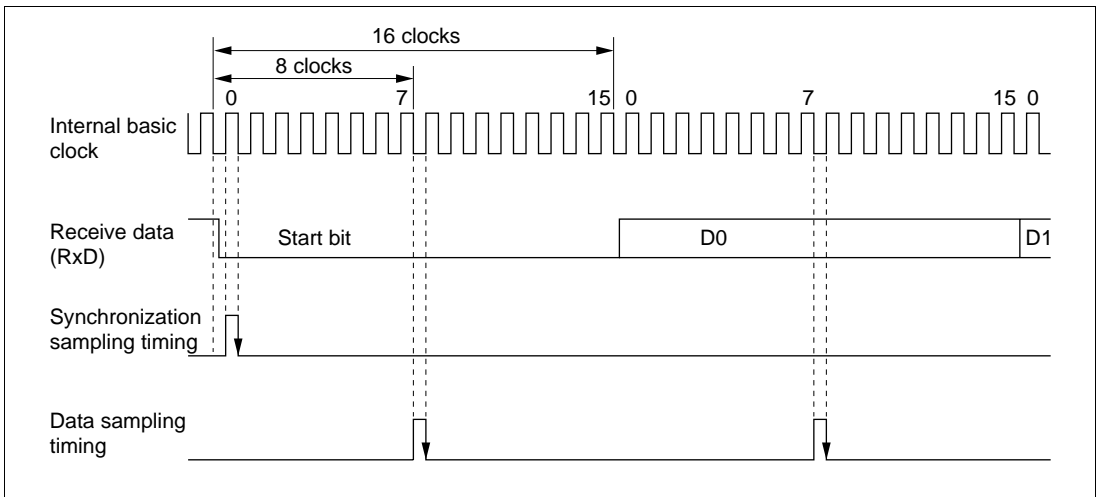 16 clocks
8 clocks
0 7 15 0 7 15 0
Internal basic
clock
Receive data
(RxD)
Start bit
D0
D1
Synchronization
sampling timing
Data sampling
timing